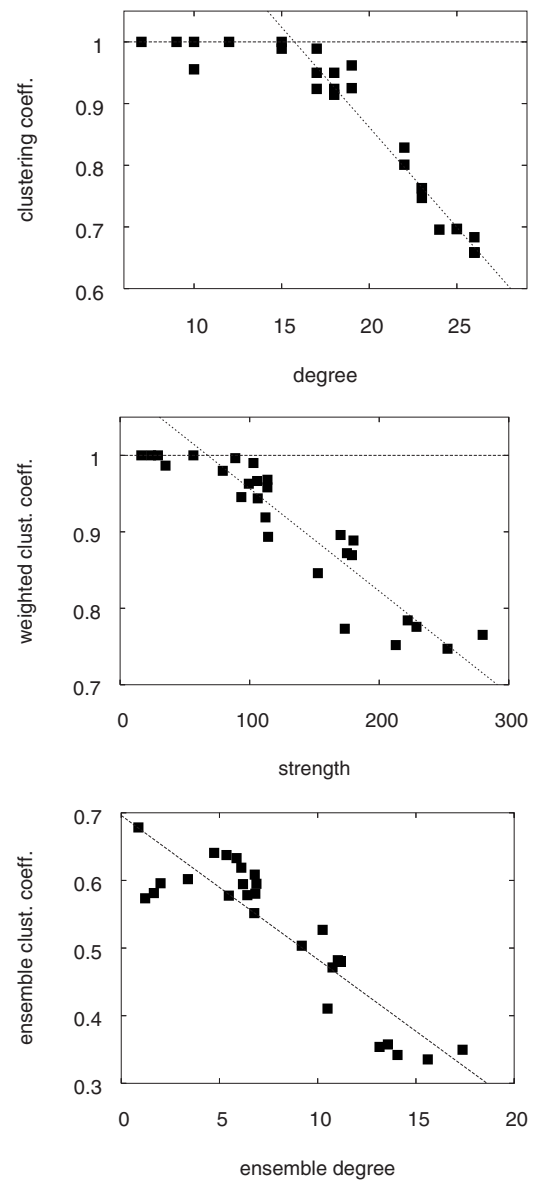 1
0.9
0.8
0.7
0.6
clustering coeff.
10 15 20 25
degree
1
0.9
0.8
0.7
weighted clust. coeff.
0 100 200 300
strength
0.7
0.6
0.5
0.4
0.3
ensemble clust. coeff.
0 5 10 15 20
ensemble degree